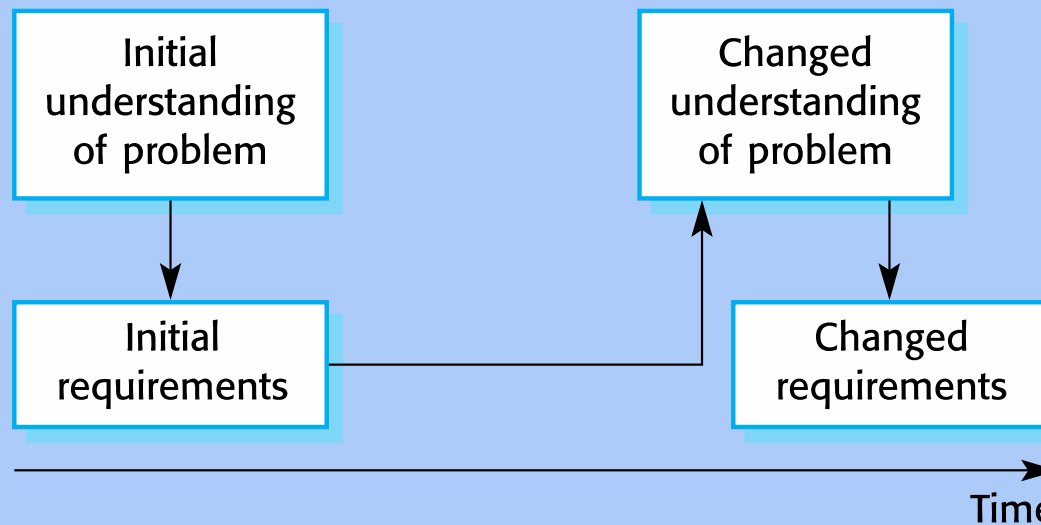 Initial
understanding
of problem
Changed
understanding
of problem
Initial
requirements
Changed
requirements
Time